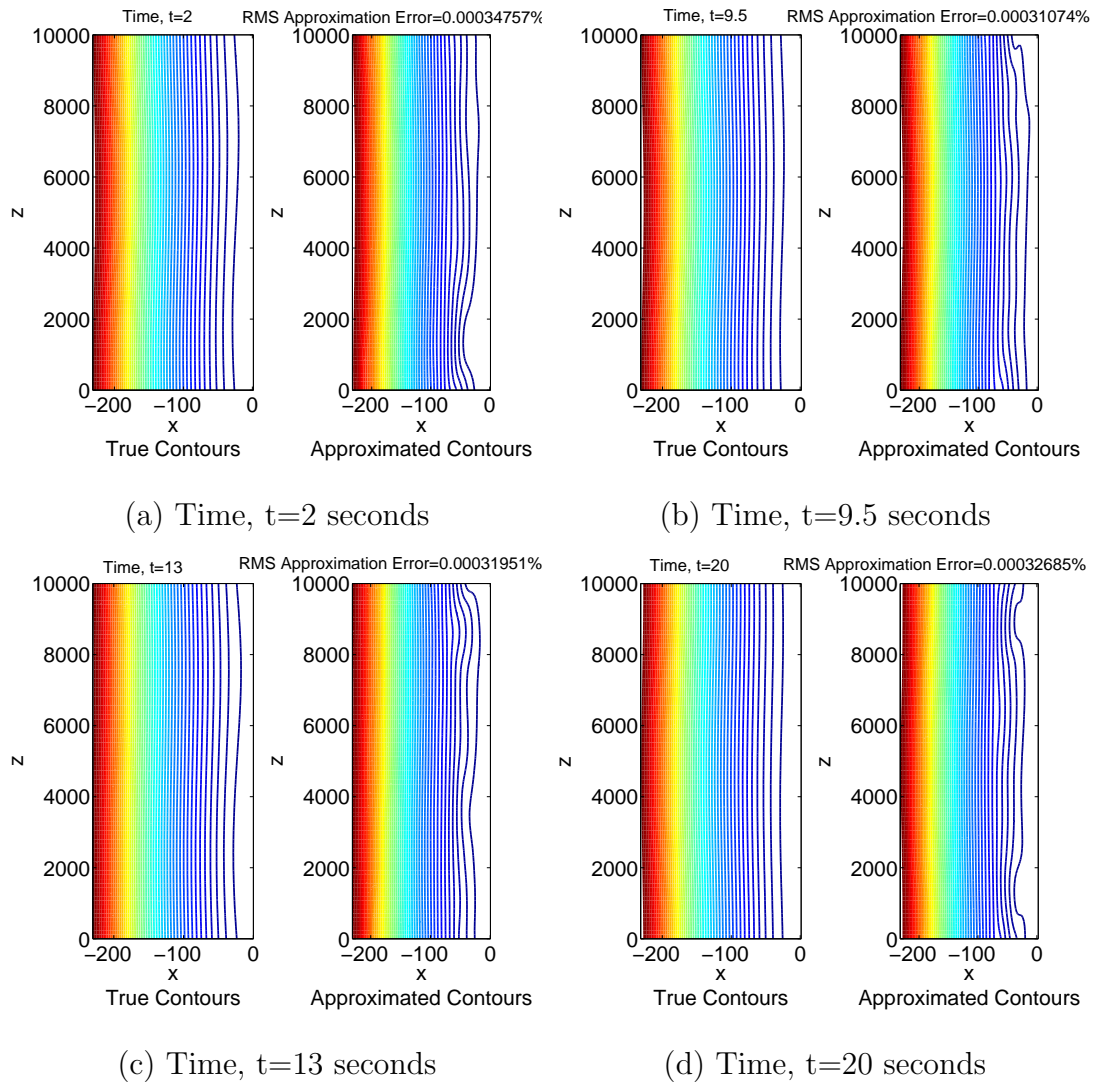 Time, t=2
RMS Approximation Error=0.00034757%
10000
8000
6000
4000
2000
0
z
−200 −100 0
x
True Contours
z
10000
8000
6000
4000
2000
0
−200 −100 0
x
Approximated Contours
(a) Time, t=2 seconds
Time, t=9.5
RMS Approximation Error=0.00031074%
10000
8000
6000
4000
2000
0
z
−200 −100 0
x
True Contours
z
10000
8000
6000
4000
2000
0
−200 −100 0
x
Approximated Contours
(b) Time, t=9.5 seconds
Time, t=13
RMS Approximation Error=0.00031951%
10000
8000
6000
4000
2000
0
z
−200 −100 0
x
True Contours
z
10000
8000
6000
4000
2000
0
−200 −100 0
x
Approximated Contours
(c) Time, t=13 seconds
Time, t=20
RMS Approximation Error=0.00032685%
10000
8000
6000
4000
2000
0
z
−200 −100 0
x
True Contours
z
10000
8000
6000
4000
2000
0
−200 −100 0
x
Approximated Contours
(d) Time, t=20 seconds